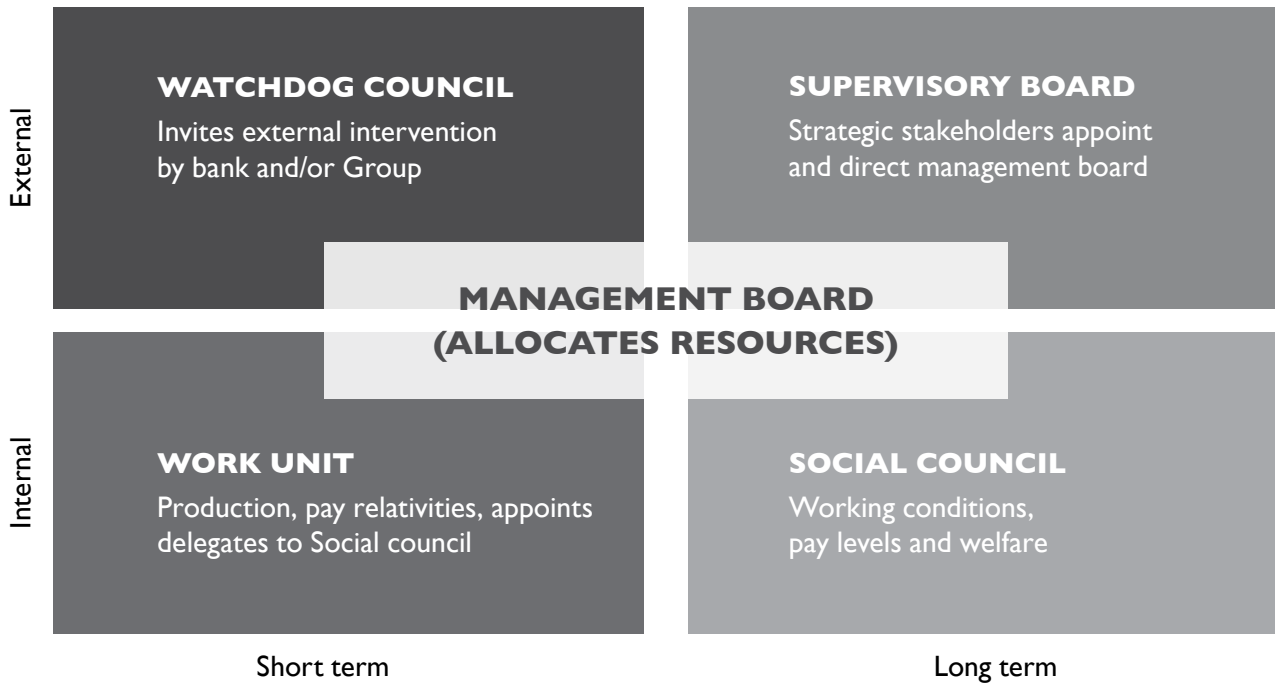 External
WATCHDOG COUNCIL
Invites external intervention
by bank and/or Group
SUPERVISORY BOARD
Strategic stakeholders appoint
and direct management board
MANAGEMENT BOARD
(ALLOCATES RESOURCES)
Internal
WORK UNIT
Production, pay relativities, appoints
delegates to Social council
SOCIAL COUNCIL
Working conditions,
pay levels and welfare
Short term
Long term